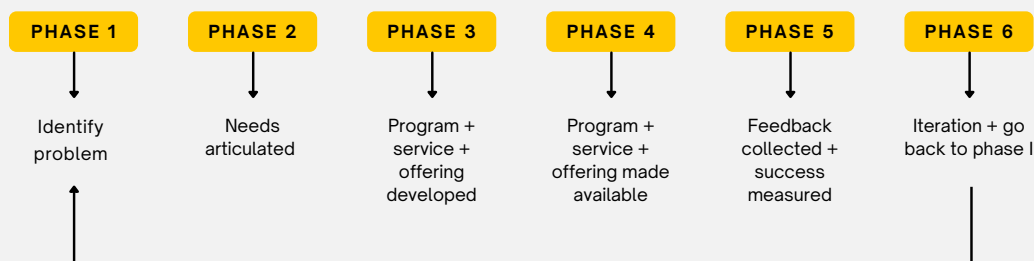 PHASE 1
PHASE 2
PHASE 3
PHASE 4
PHASE 5
PHASE 6
Identify
problem
Needs
articulated
Program +
service +
offering
developed
Program +
service +
offering made
available
Feedback
collected +
success
measured
Iteration + go
back to phase I